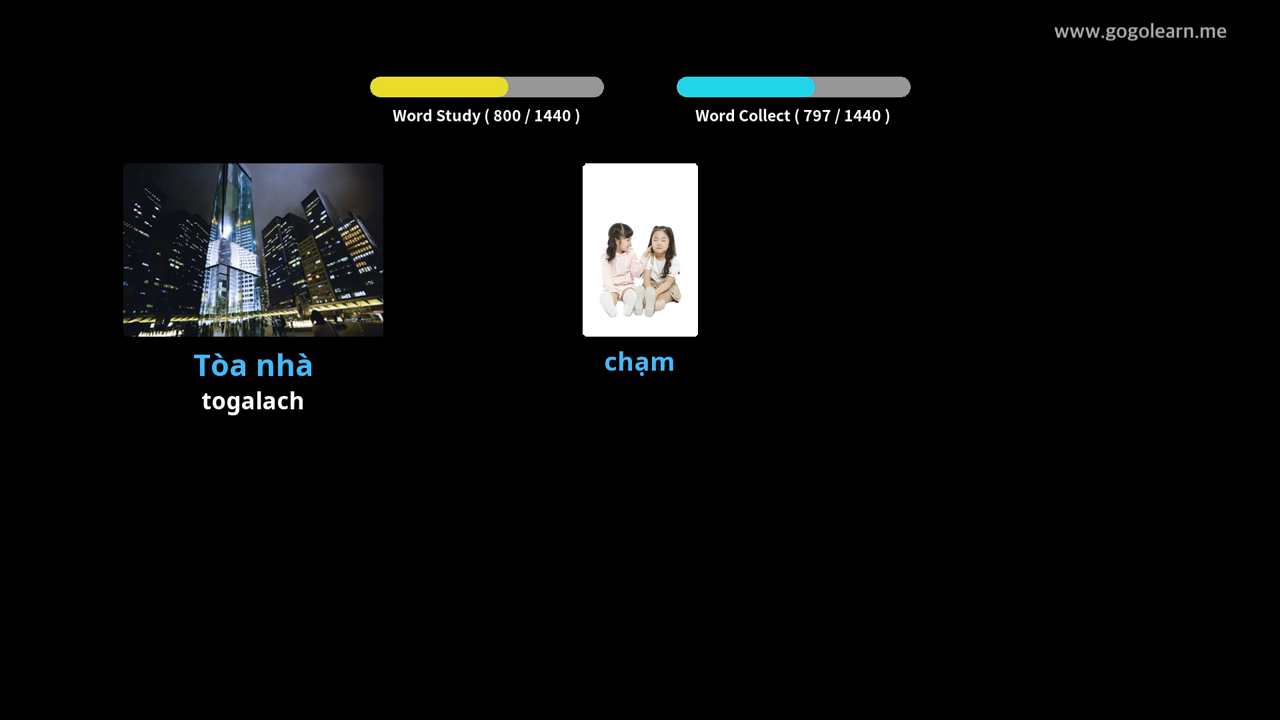 www.gogolearn.me
Word Study ( 800 / 1440 )
Word Collect ( 797 / 1440 )
Tòa nhà
togalach
chạm